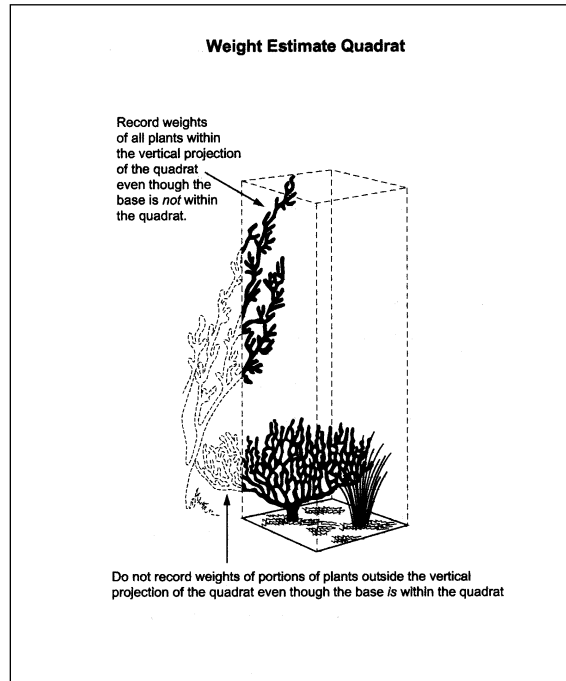 Weight Estimate Quadrat
Record weights
of all plants within
the vertical projection
of the quadrat
even though the
base is not within
the quadrat.
Do not record weights of portions of plants outside the vertical
projection of the quadrat even though the base is within the quadrat